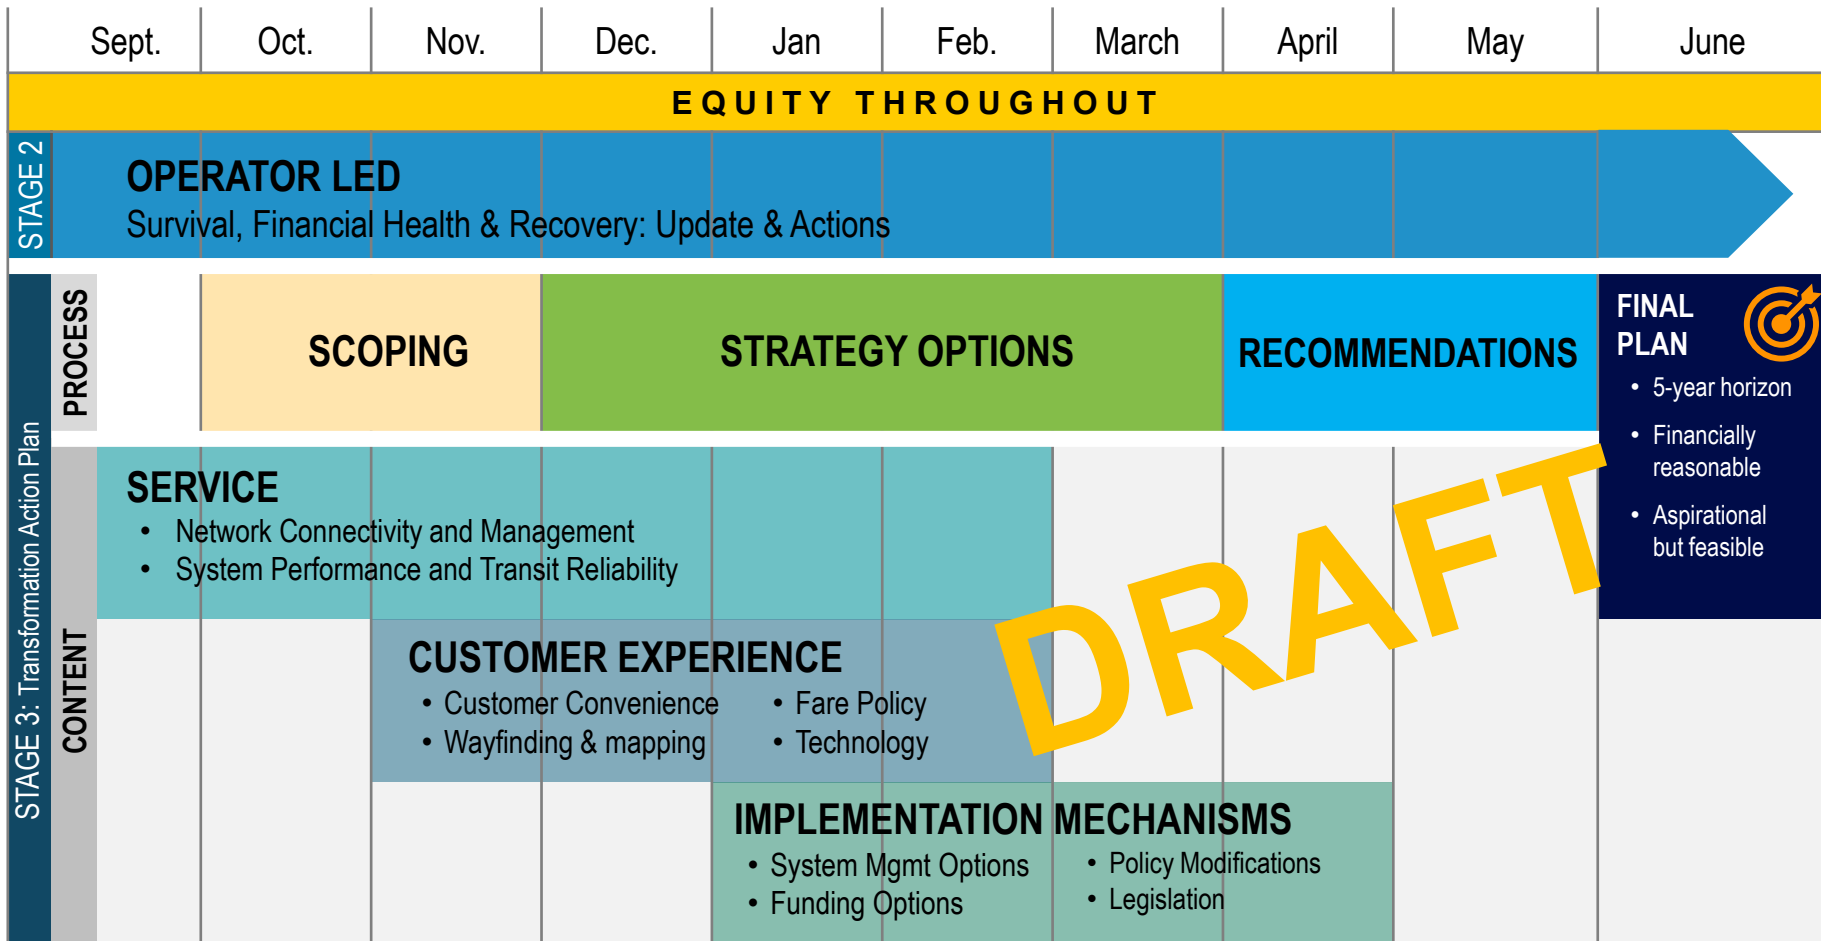 Sept. Oct. Nov. Dec. Jan Feb. March April May June
EQUITY THROUGHOUT
STAGE 2
OPERATOR LED
Survival, Financial Health & Recovery: Update & Actions
STAGE 3: Transformation Action Plan
PROCESS
SCOPING
STRATEGY OPTIONS
RECOMMENDATIONS
FINAL
PLAN
• 5-year horizon
• Financially
reasonable
• Aspirational
but feasible
CONTENT
SERVICE
• Network Connectivity and Management
• System Performance and Transit Reliability
CUSTOMER EXPERIENCE
• Customer Convenience
• Wayfinding & mapping
• Fare Policy
• Technology
IMPLEMENTATION MECHANISMS
• System Mgmt Options
• Funding Options
• Policy Modifications
• Legislation
DRAFT